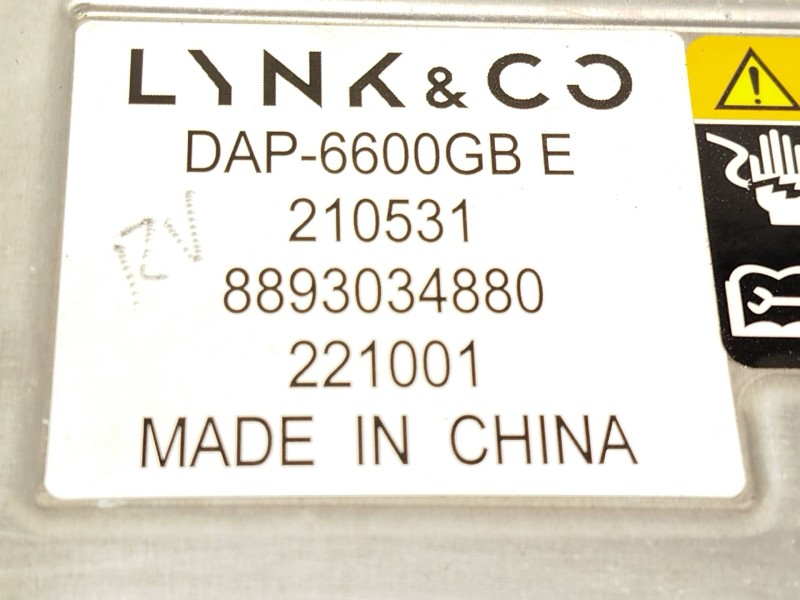 LYNK & CO
DAP-6600GB E
210531
8893034880
221001
MADE IN CHINA